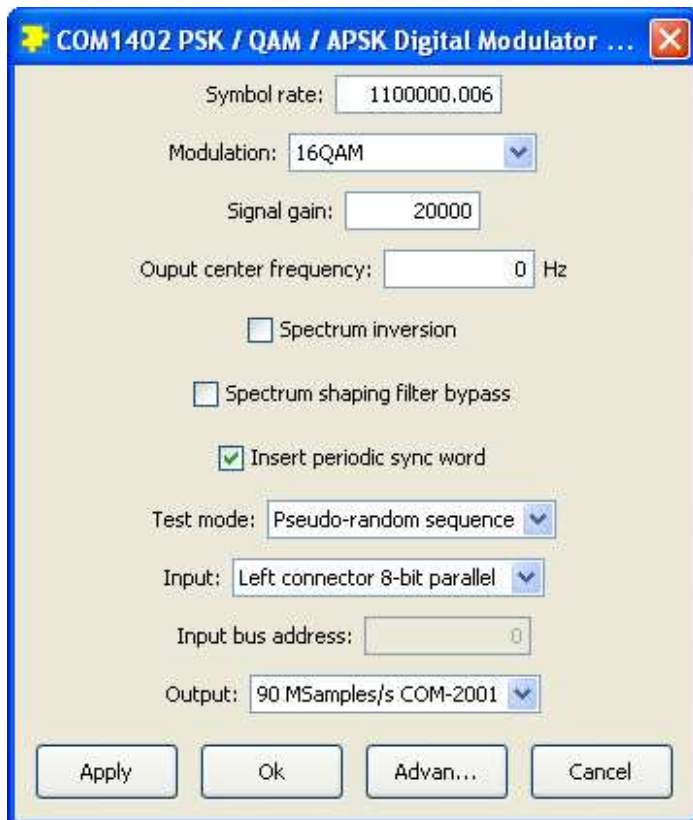 COM1402 PSK / QAM / APSK Digital Modulator ...
Symbol rate: 1100000.006
Modulation: 16QAM
Signal gain: 20000
Ouput center frequency: 0 Hz
Spectrum inversion
Spectrum shaping filter bypass
Insert periodic sync word
Test mode: Pseudo-random sequence
Input: Left connector 8-bit parallel
Input bus address: 0
Output: 90 MSamples/s COM-2001
Apply Ok Advan... Cancel